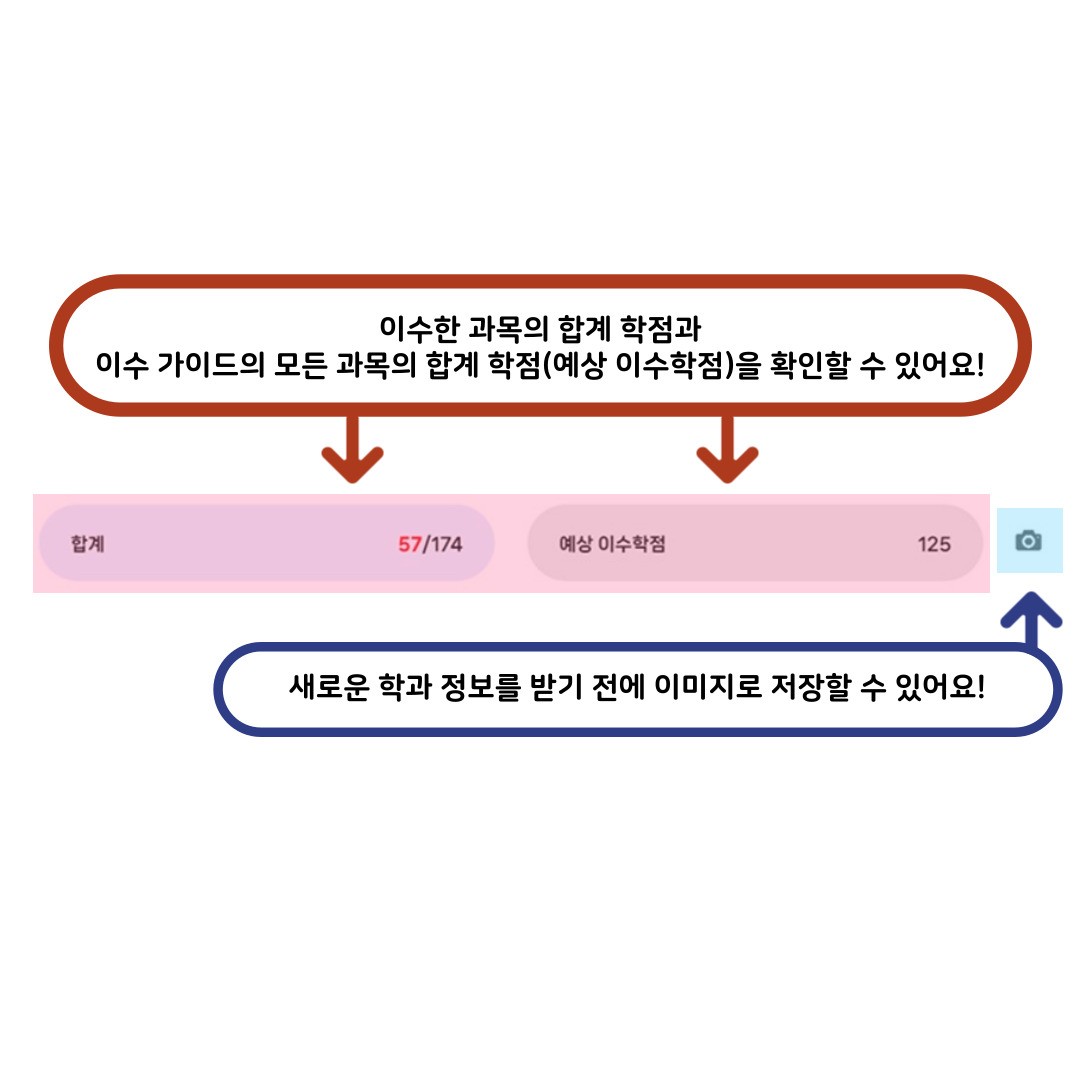 이수한 과목의 합계 학점과
이수 가이드의 모든 과목의 합계 학점(예상 이수학점)을 확인할 수 있어요!
합계 57/174 예상 이수학점 125
새로운 학과 정보를 받기 전에 이미지로 저장할 수 있어요!